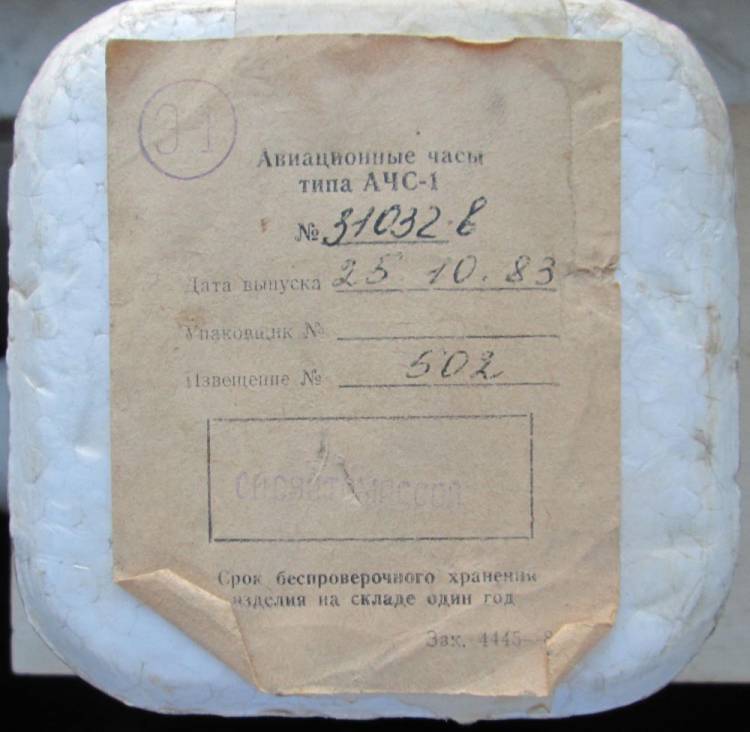 Э1
Авиационные часы
типа АЧС-1
№ 31032 в
Дата выпуска 25.10.83
Упаковщик №
Извещение № 502
Срок беспроверочного хранения
изделия на складе один год
Зак. 4445—8